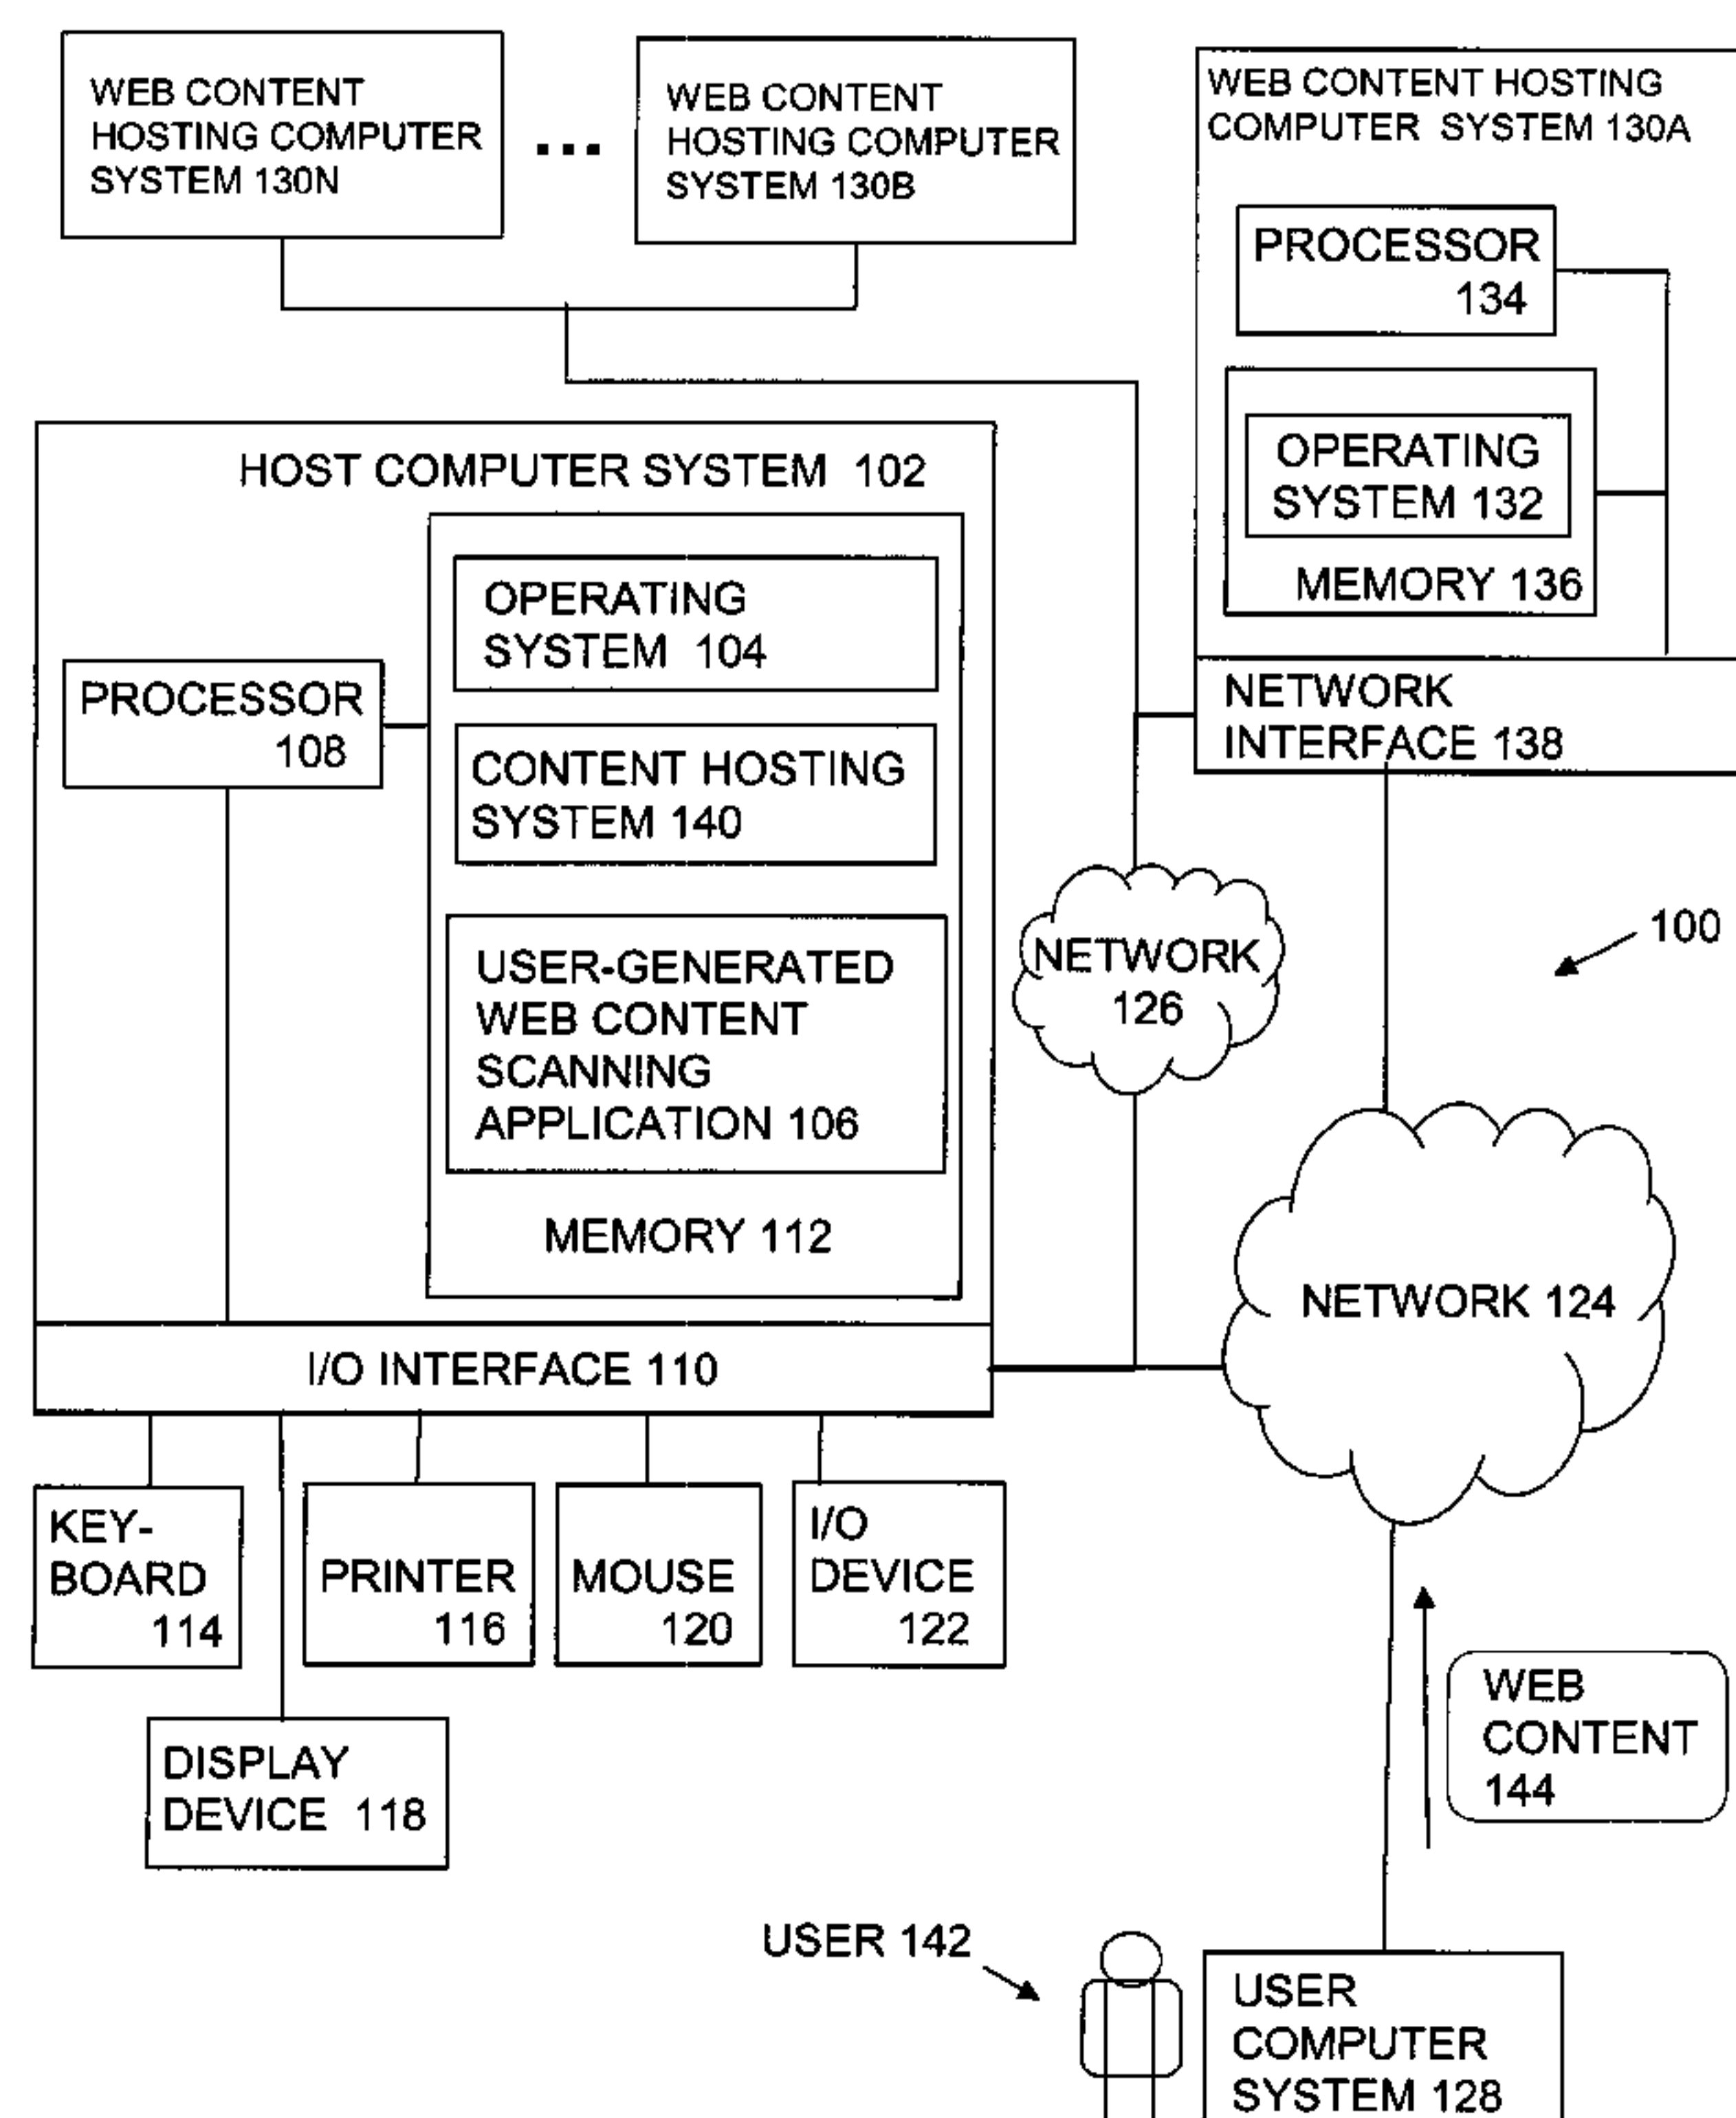 WEB CONTENT
HOSTING COMPUTER
SYSTEM 130N
...
WEB CONTENT
HOSTING COMPUTER
SYSTEM 130B
WEB CONTENT HOSTING
COMPUTER SYSTEM 130A
PROCESSOR
134
OPERATING
SYSTEM 132
MEMORY 136
NETWORK
INTERFACE 138
HOST COMPUTER SYSTEM 102
OPERATING
SYSTEM 104
PROCESSOR
108
CONTENT HOSTING
SYSTEM 140
USER-GENERATED
WEB CONTENT
SCANNING
APPLICATION 106
MEMORY 112
I/O INTERFACE 110
NETWORK
126
100
NETWORK 124
KEY-
BOARD
114
PRINTER
116
MOUSE
120
I/O
DEVICE
122
DISPLAY
DEVICE 118
WEB
CONTENT
144
USER 142
USER
COMPUTER
SYSTEM 128